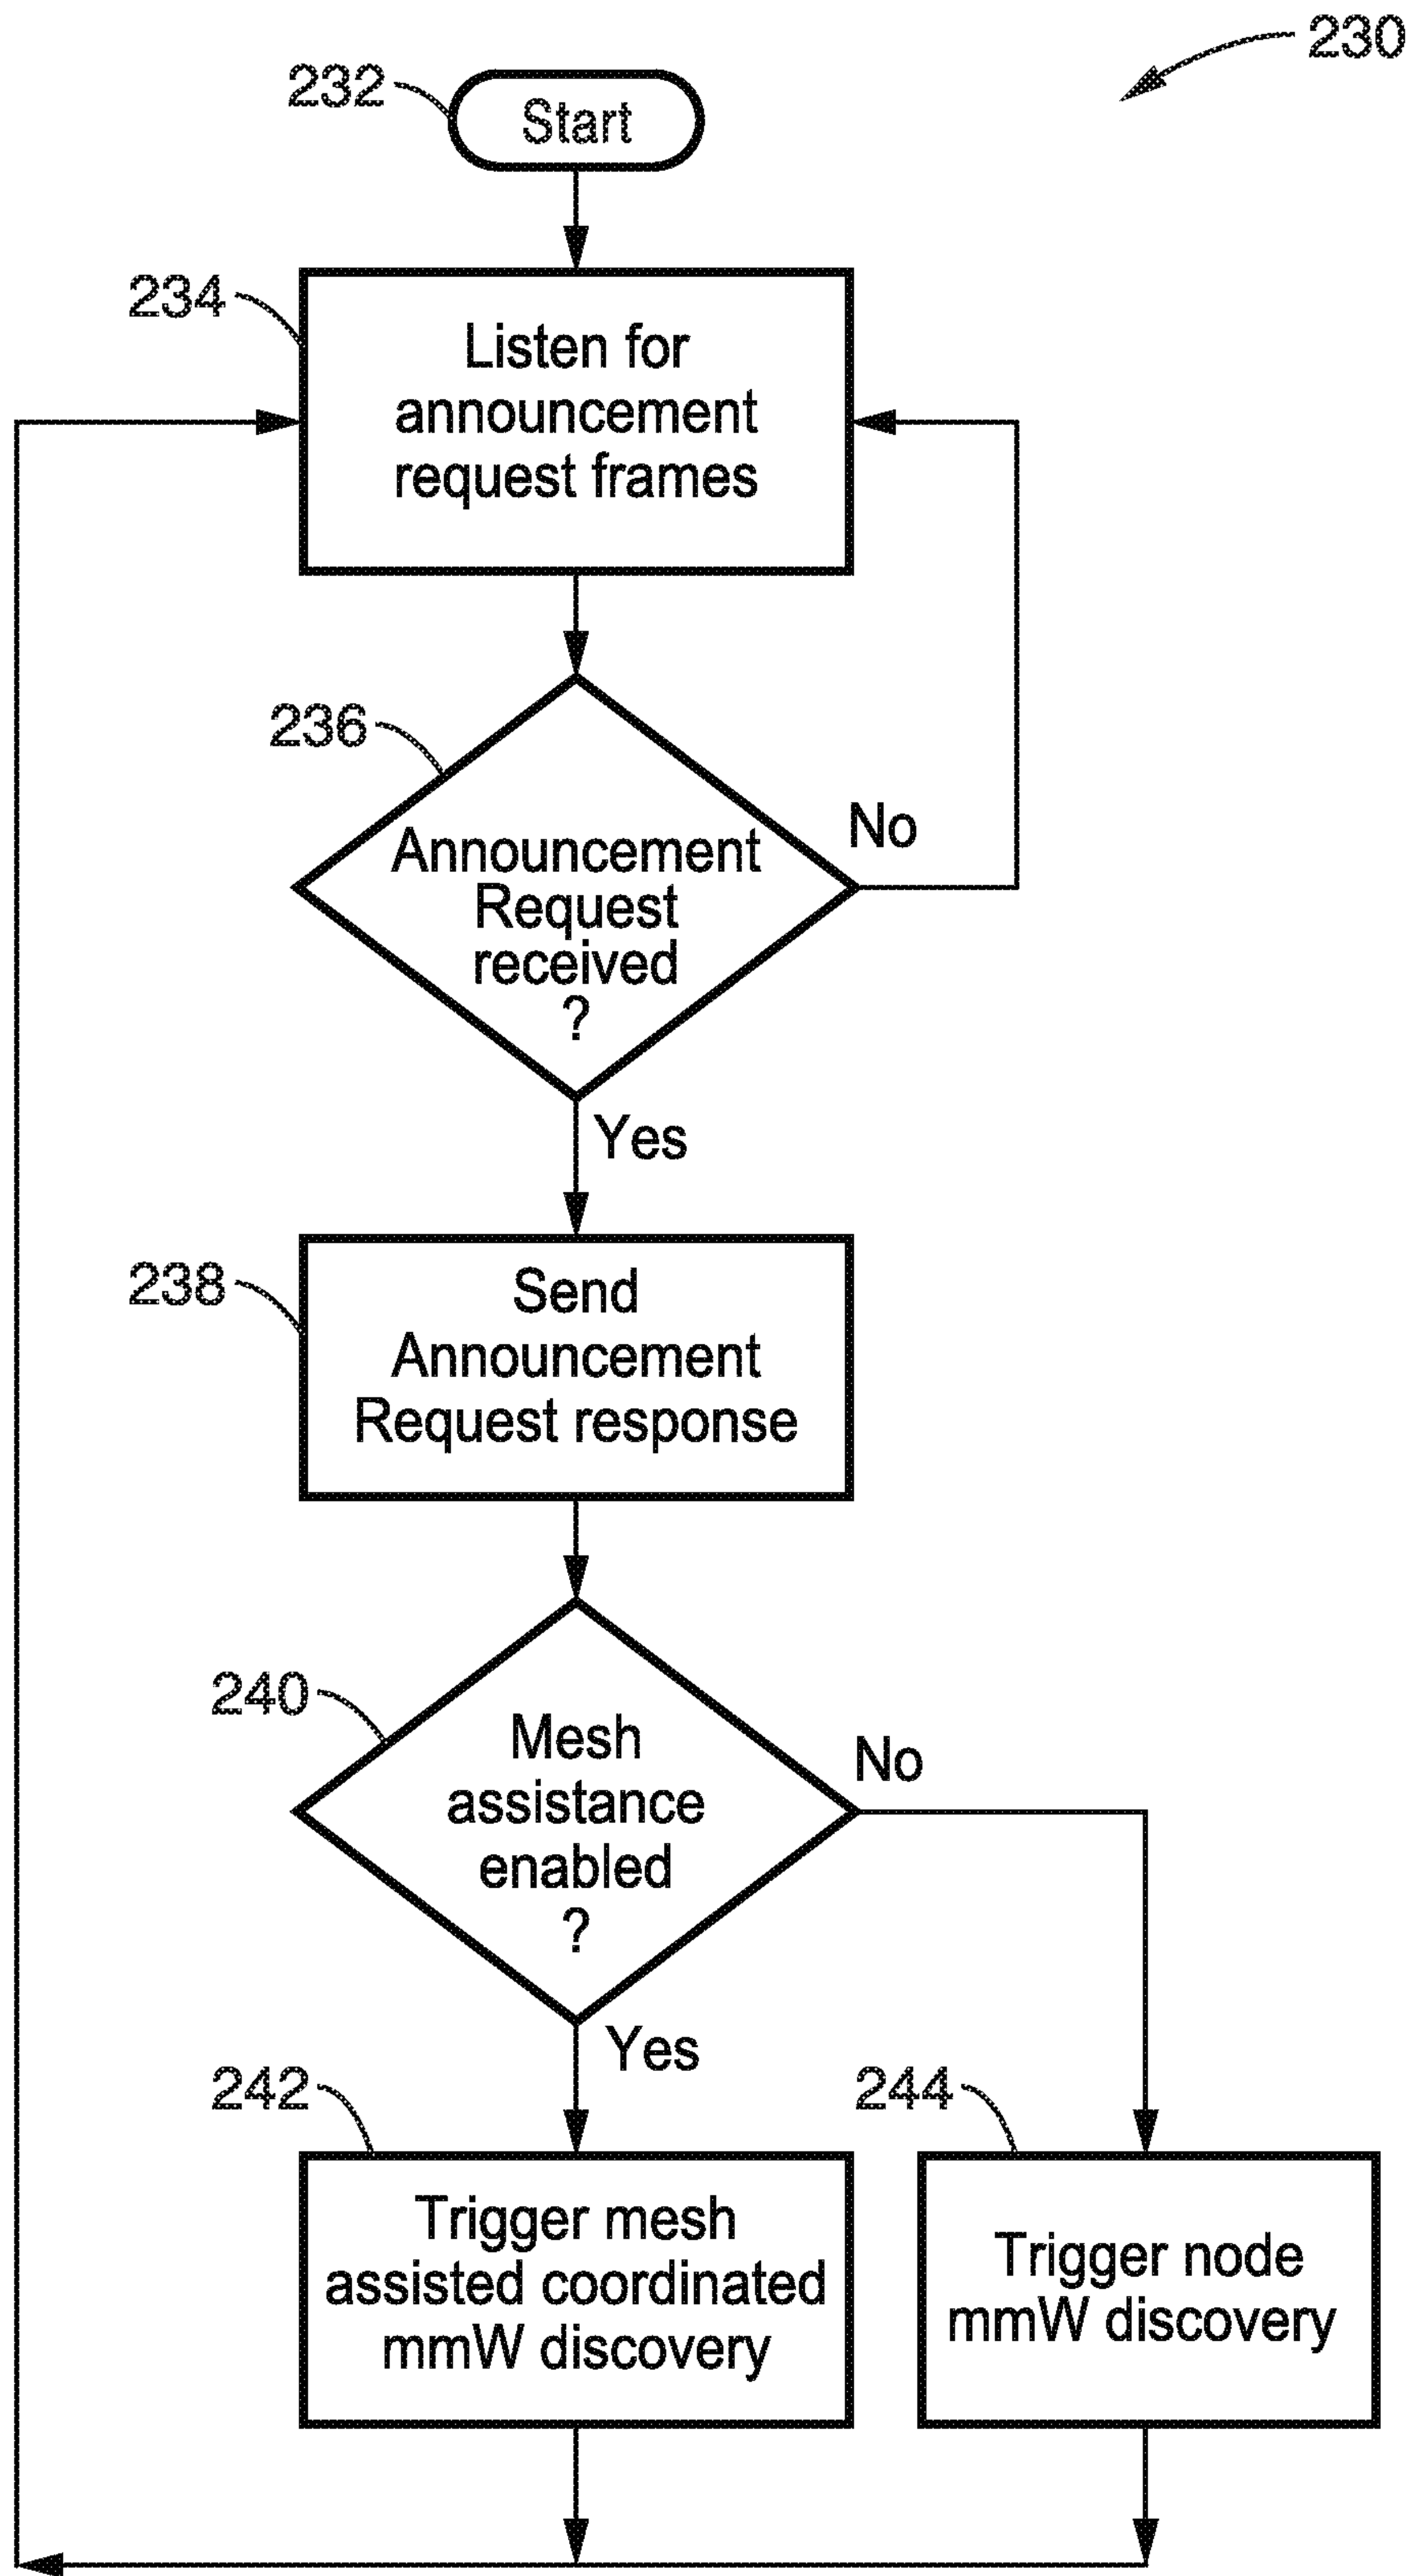 230
232
Start
234
Listen for
announcement
request frames
236
No
Announcement
Request
received
?
Yes
238
Send
Announcement
Request response
240
No
Mesh
assistance
enabled
?
Yes
242
244
Trigger mesh
assisted coordinated
mmW discovery
Trigger node
mmW discovery